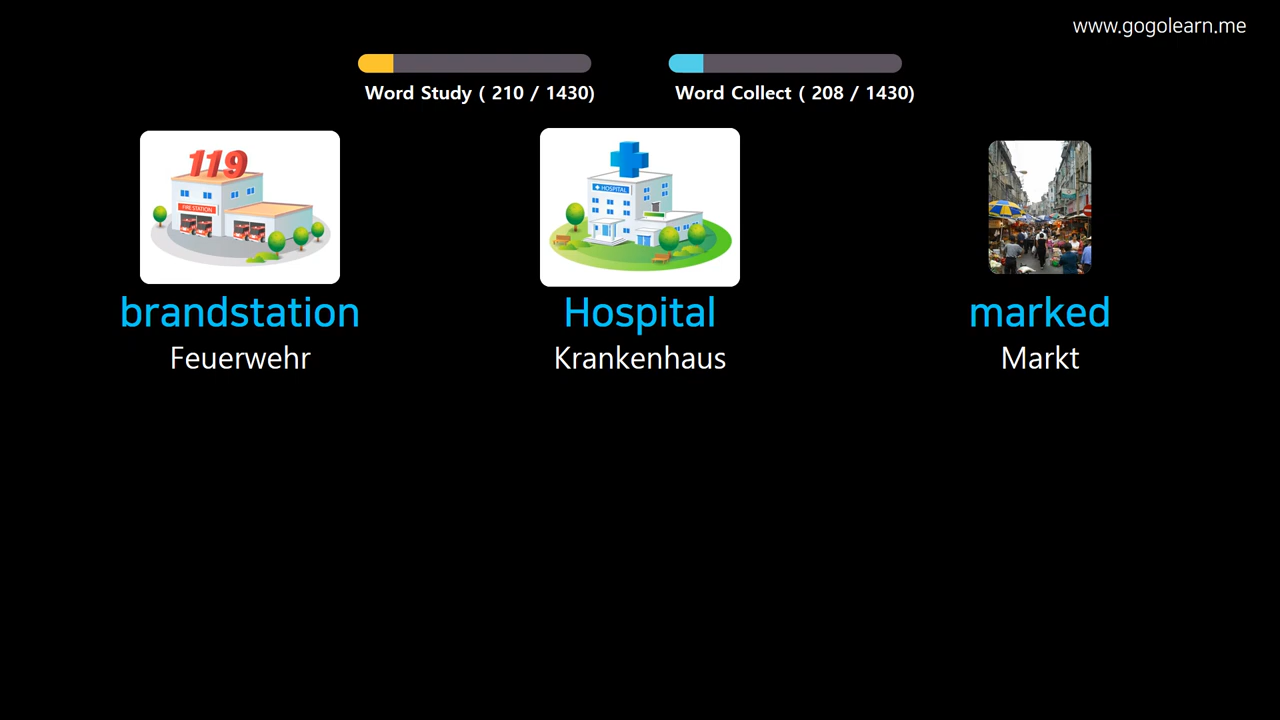 www.gogolearn.me
Word Study ( 210 / 1430)
Word Collect ( 208 / 1430)
119
FIRE STATION
HOSPITAL
brandstation
Hospital
marked
Feuerwehr
Krankenhaus
Markt